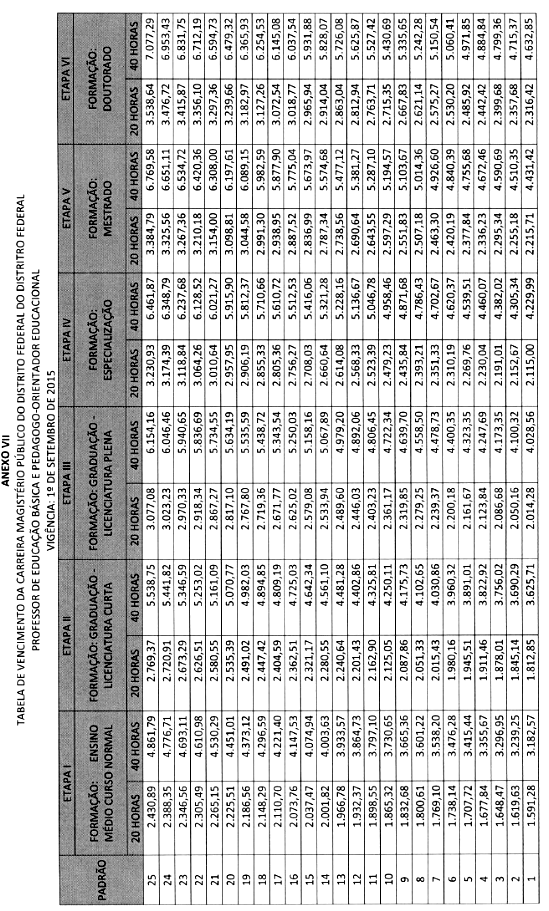 ANEXO VII
TABELA DE VENCIMENTO DA CARREIRA MAGISTÉRIO PÚBLICO DO DISTRITO FEDERAL DO DISTRITRO FEDERAL
PROFESSOR DE EDUCAÇÃO BÁSICA E PEDAGOGO-ORIENTADOR EDUCACIONAL
VIGÊNCIA: 19 DE SETEMBRO DE 2015
PADRÃO ETAPA I ETAPA II ETAPA III ETAPA IV ETAPA V ETAPA VI
FORMAÇÃO: ENSINO MÉDIO CURSO NORMAL FORMAÇÃO: GRADUAÇÃO - LICENCIATURA CURTA FORMAÇÃO: GRADUAÇÃO - LICENCIATURA PLENA FORMAÇÃO: ESPECIALIZAÇÃO FORMAÇÃO: MESTRADO FORMAÇÃO: DOUTORADO
20 HORAS 40 HORAS 20 HORAS 40 HORAS 20 HORAS 40 HORAS 20 HORAS 40 HORAS 20 HORAS 40 HORAS 20 HORAS 40 HORAS
25 2.430,89 4.861,79 2.769,37 5.538,75 3.077,08 6.154,16 3.230,93 6.461,87 3.384,79 6.769,58 3.538,64 7.077,29
24 2.388,35 4.776,71 2.720,91 5.441,82 3.023,23 6.046,46 3.174,39 6.348,79 3.325,56 6.651,11 3.476,72 6.953,43
23 2.346,56 4.693,11 2.673,29 5.346,59 2.970,33 5.940,65 3.118,84 6.237,68 3.267,36 6.534,72 3.415,87 6.831,75
22 2.305,49 4.610,98 2.626,51 5.253,02 2.918,34 5.836,69 3.064,26 6.128,52 3.210,18 6.420,36 3.356,10 6.712,19
21 2.265,15 4.530,29 2.580,55 5.161,09 2.867,27 5.734,55 3.010,64 6.021,27 3.154,00 6.308,00 3.297,36 6.594,73
20 2.225,51 4.451,01 2.535,39 5.070,77 2.817,10 5.634,19 2.957,95 5.915,90 3.098,81 6.197,61 3.239,66 6.479,32
19 2.186,56 4.373,12 2.491,02 4.982,03 2.767,80 5.535,59 2.906,19 5.812,37 3.044,58 6.089,15 3.182,97 6.365,93
18 2.148,29 4.296,59 2.447,42 4.894,85 2.719,36 5.438,72 2.855,33 5.710,66 2.991,30 5.982,59 3.127,26 6.254,53
17 2.110,70 4.221,40 2.404,59 4.809,19 2.671,77 5.343,54 2.805,36 5.610,72 2.938,95 5.877,90 3.072,54 6.145,08
16 2.073,76 4.147,53 2.362,51 4.725,03 2.625,02 5.250,03 2.756,27 5.512,53 2.887,52 5.775,04 3.018,77 6.037,54
15 2.037,47 4.074,94 2.321,17 4.642,34 2.579,08 5.158,16 2.708,03 5.416,06 2.836,99 5.673,97 2.965,94 5.931,88
14 2.001,82 4.003,63 2.280,55 4.561,10 2.533,94 5.067,89 2.660,64 5.321,28 2.787,34 5.574,68 2.914,04 5.828,07
13 1.966,78 3.933,57 2.240,64 4.481,28 2.489,60 4.979,20 2.614,08 5.228,16 2.738,56 5.477,12 2.863,04 5.726,08
12 1.932,37 3.864,73 2.201,43 4.402,86 2.446,03 4.892,06 2.568,33 5.136,67 2.690,64 5.381,27 2.812,94 5.625,87
11 1.898,55 3.797,10 2.162,90 4.325,81 2.403,23 4.806,45 2.523,39 5.046,78 2.643,55 5.287,10 2.763,71 5.527,42
10 1.865,32 3.730,65 2.125,05 4.250,11 2.361,17 4.722,34 2.479,23 4.958,46 2.597,29 5.194,57 2.715,35 5.430,69
9 1.832,68 3.665,36 2.087,86 4.175,73 2.319,85 4.639,70 2.435,84 4.871,68 2.551,83 5.103,67 2.667,83 5.335,65
8 1.800,61 3.601,22 2.051,33 4.102,65 2.279,25 4.558,50 2.393,21 4.786,43 2.507,18 5.014,36 2.621,14 5.242,28
7 1.769,10 3.538,20 2.015,43 4.030,86 2.239,37 4.478,73 2.351,33 4.702,67 2.463,30 4.926,60 2.575,27 5.150,54
6 1.738,14 3.476,28 1.980,16 3.960,32 2.200,18 4.400,35 2.310,19 4.620,37 2.420,19 4.840,39 2.530,20 5.060,41
5 1.707,72 3.415,44 1.945,51 3.891,01 2.161,67 4.323,35 2.269,76 4.539,51 2.377,84 4.755,68 2.485,92 4.971,85
4 1.677,84 3.355,67 1.911,46 3.822,92 2.123,84 4.247,69 2.230,04 4.460,07 2.336,23 4.672,46 2.442,42 4.884,84
3 1.648,47 3.296,95 1.878,01 3.756,02 2.086,68 4.173,35 2.191,01 4.382,02 2.295,34 4.590,69 2.399,68 4.799,36
2 1.619,63 3.239,25 1.845,14 3.690,29 2.050,16 4.100,32 2.152,67 4.305,34 2.255,18 4.510,35 2.357,68 4.715,37
1 1.591,28 3.182,57 1.812,85 3.625,71 2.014,28 4.028,56 2.115,00 4.229,99 2.215,71 4.431,42 2.316,42 4.632,85